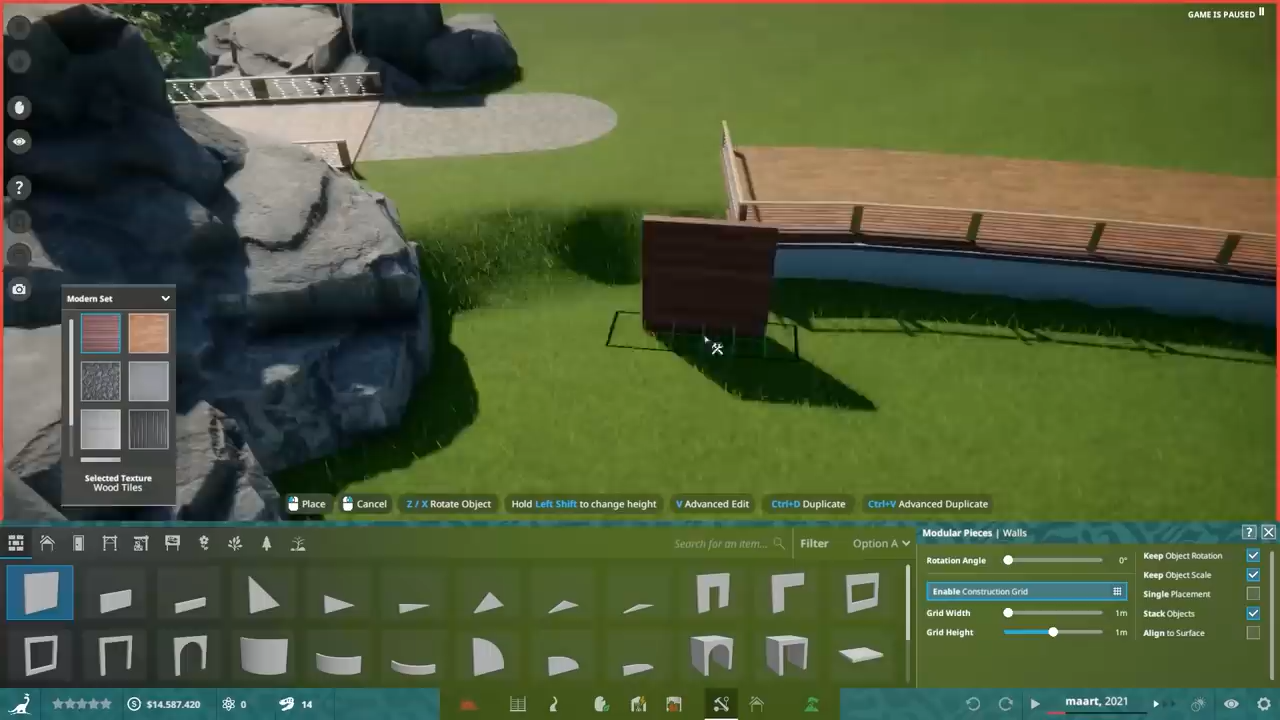 GAME IS PAUSED
Modern Set
Selected Texture
Wood Tiles
Place
Cancel
Z / X Rotate Object
Hold Left Shift to change height
V Advanced Edit
Ctrl+D Duplicate
Ctrl+V Advanced Duplicate
Search for an item...
Filter
Option A
Modular Pieces | Walls
?
Rotation Angle
0°
Enable Construction Grid
Grid Width
1m
Grid Height
1m
Keep Object Rotation
Keep Object Scale
Single Placement
Stack Objects
Align to Surface
?
$14.587.420
0
14
maart, 2021